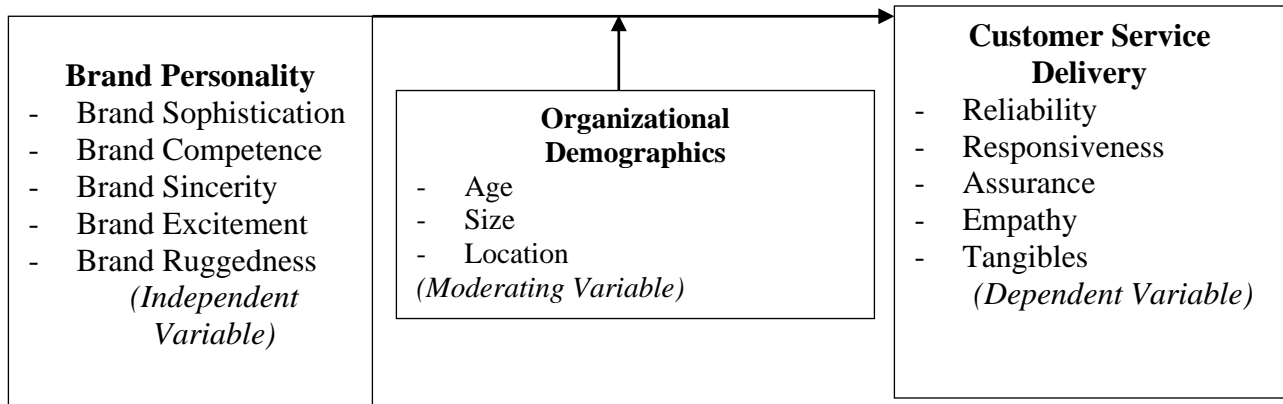 Brand Personality
- Brand Sophistication
- Brand Competence
- Brand Sincerity
- Brand Excitement
- Brand Ruggedness
(Independent
Variable)
Organizational
Demographics
- Age
- Size
- Location
(Moderating Variable)
Customer Service
Delivery
- Reliability
- Responsiveness
- Assurance
- Empathy
- Tangibles
(Dependent Variable)